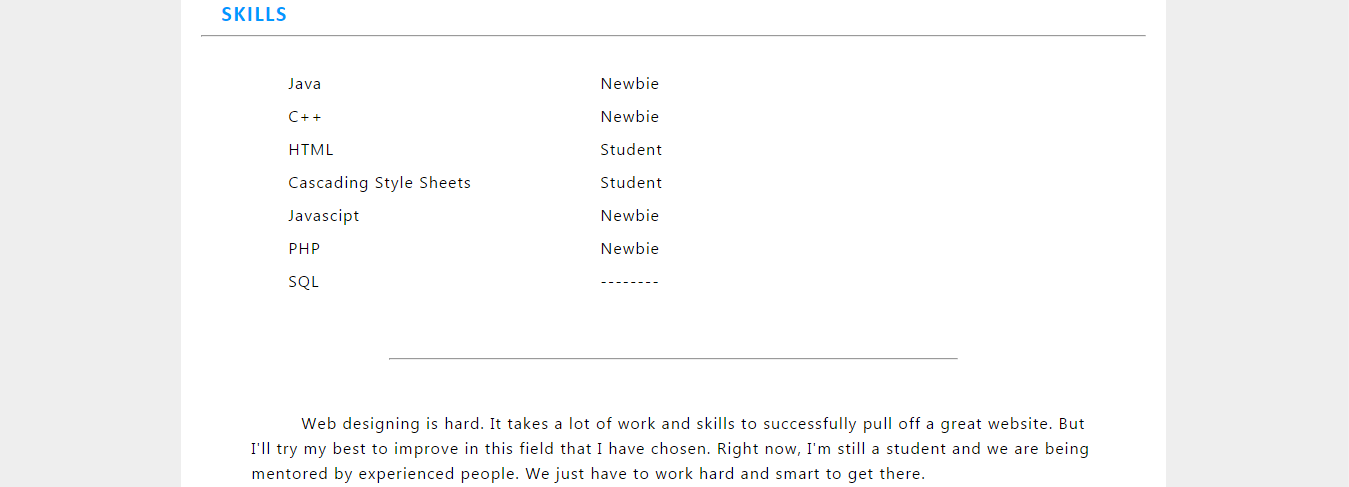 SKILLS
Java Newbie
C++ Newbie
HTML Student
Cascading Style Sheets Student
Javascipt Newbie
PHP Newbie
SQL --------
Web designing is hard. It takes a lot of work and skills to successfully pull off a great website. But
I'll try my best to improve in this field that I have chosen. Right now, I'm still a student and we are being
mentored by experienced people. We just have to work hard and smart to get there.